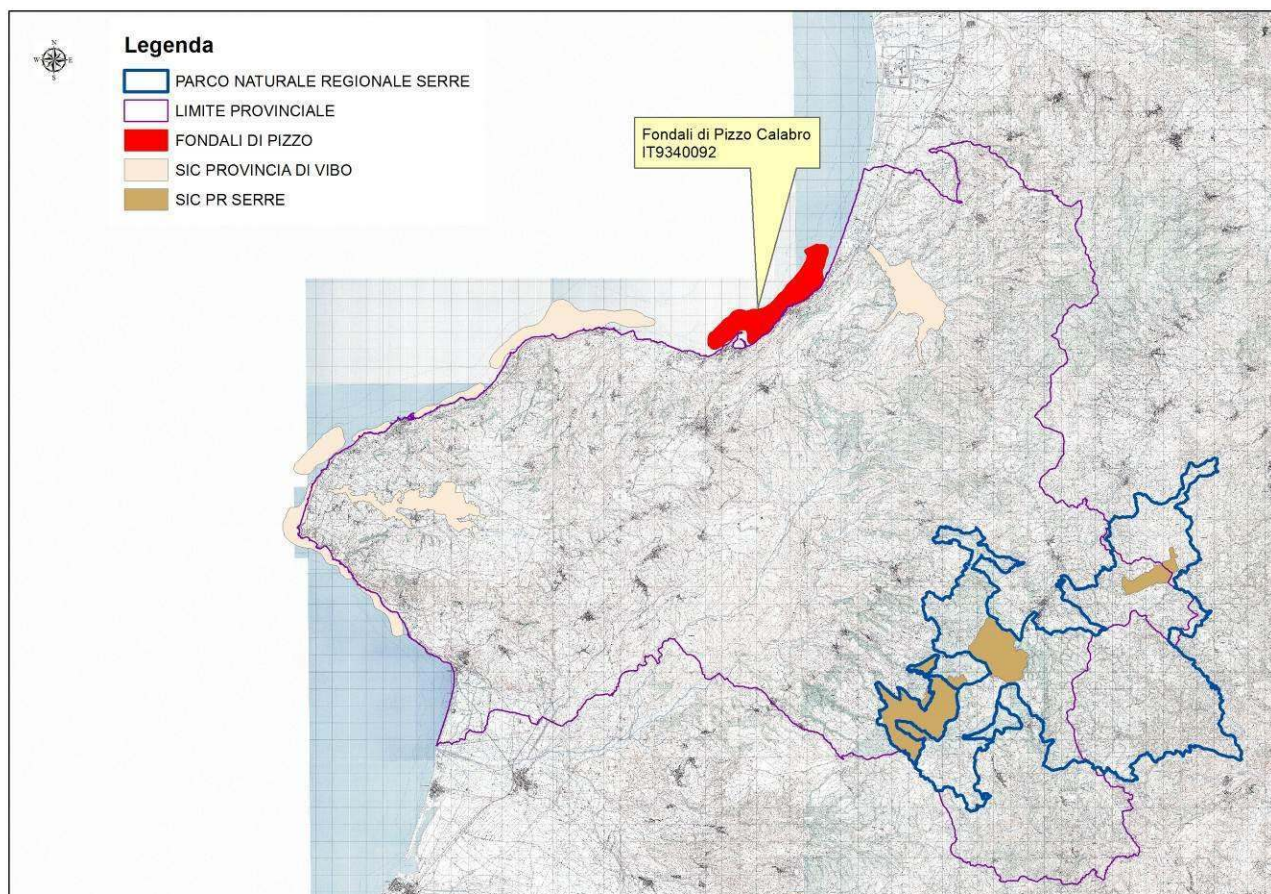 N
W E
S
Legenda
PARCO NATURALE REGIONALE SERRE
LIMITE PROVINCIALE
FONDALI DI PIZZO
SIC PROVINCIA DI VIBO
SIC PR SERRE
Fondali di Pizzo Calabro
IT9340092